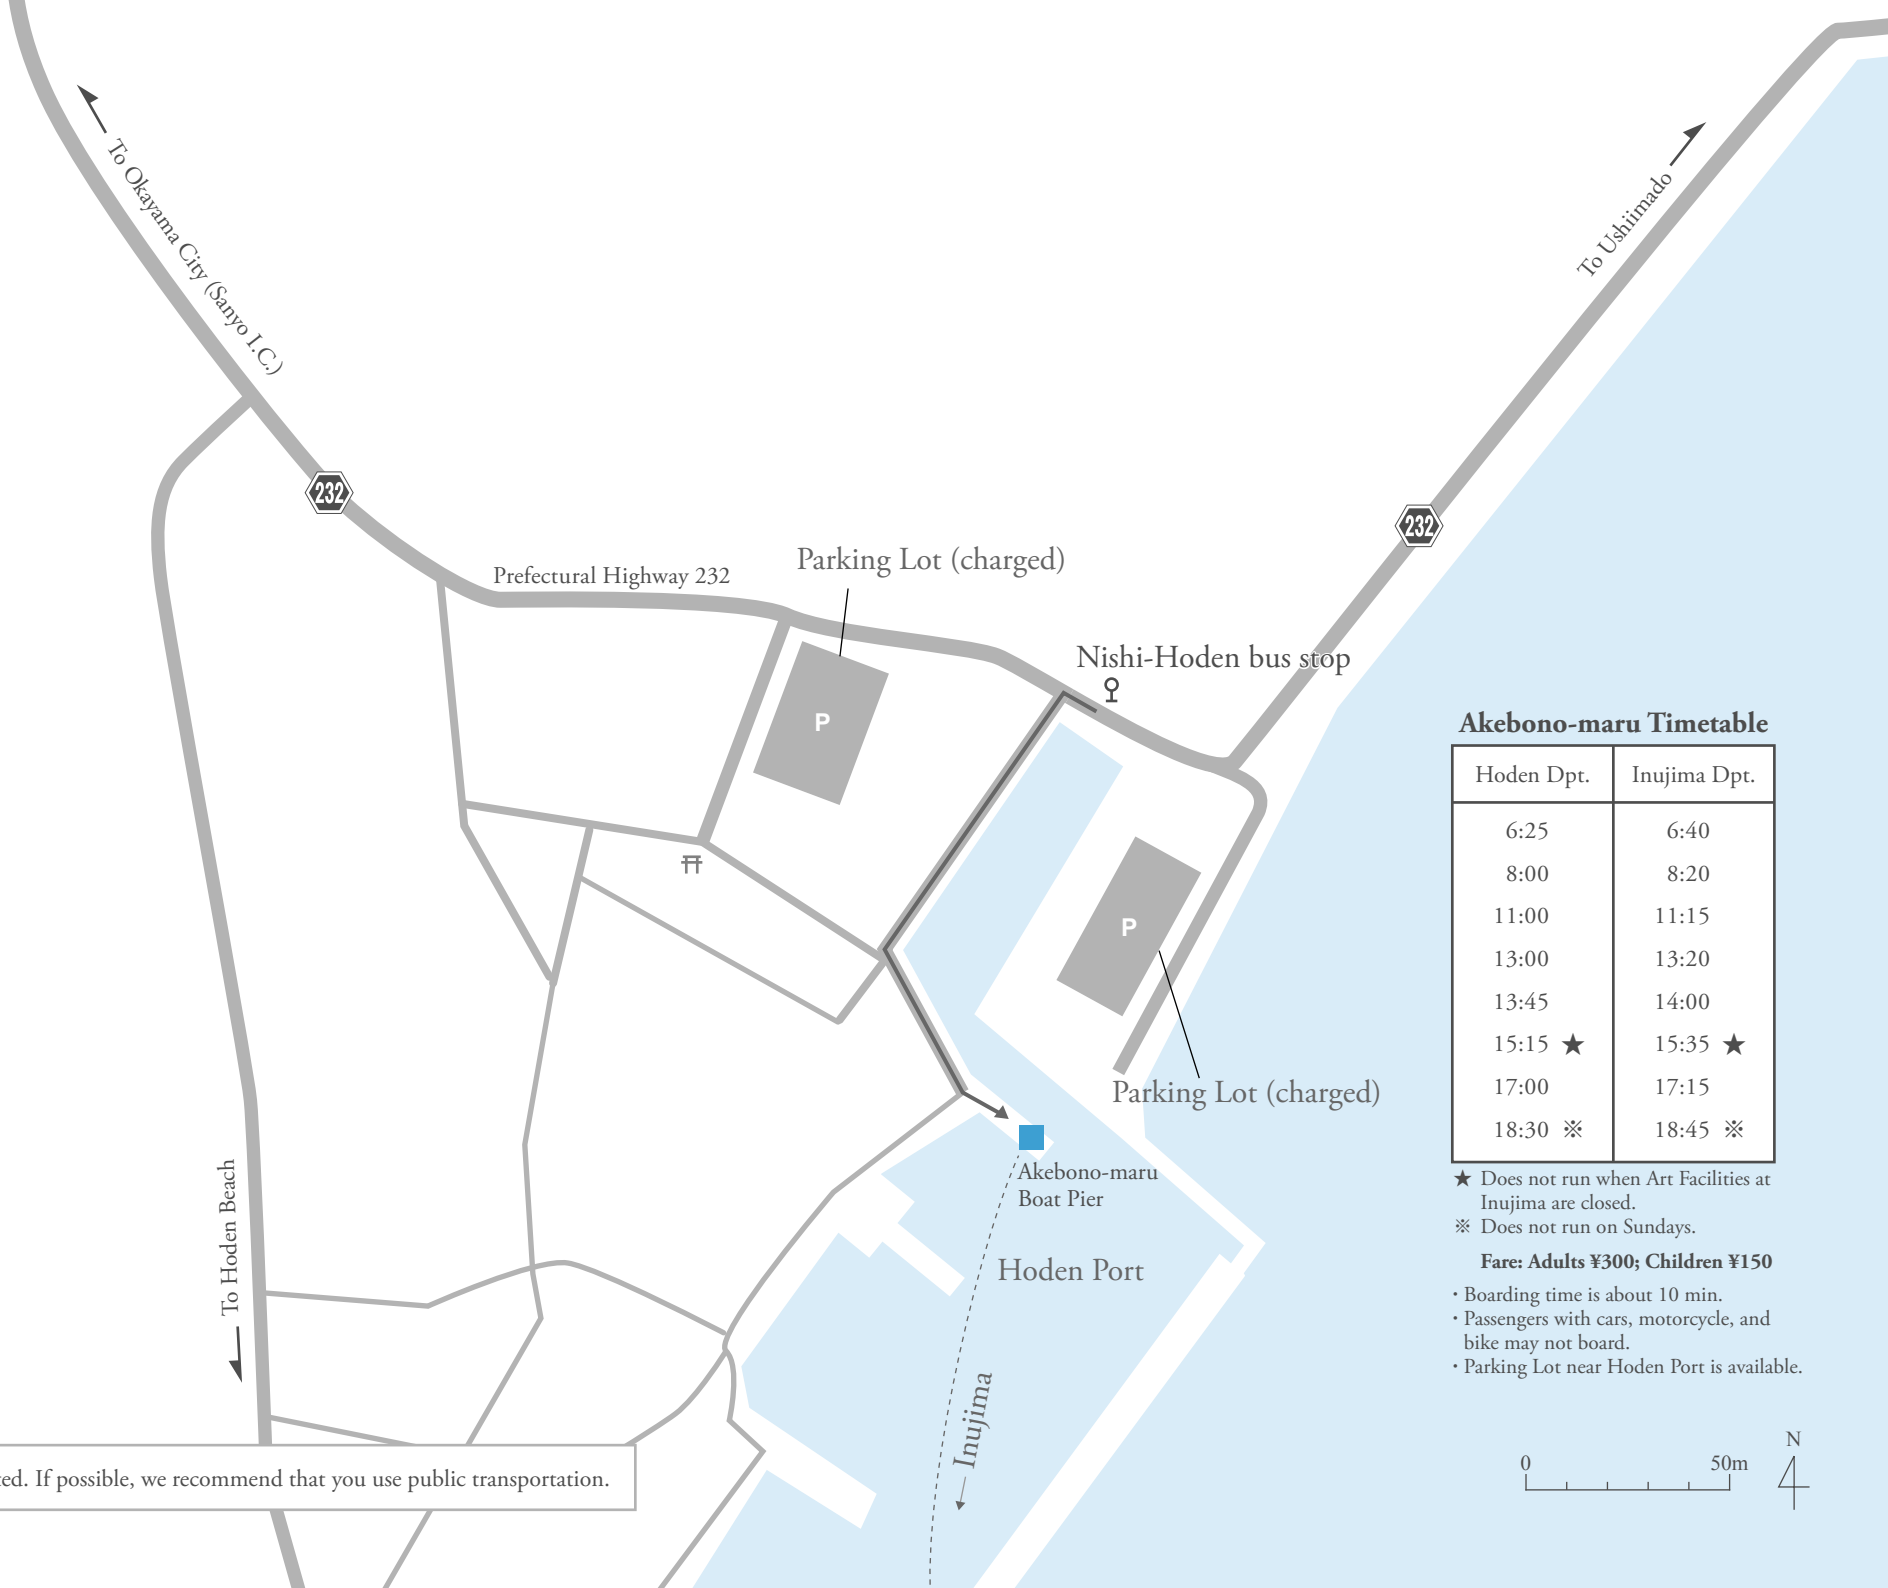 To Okayama City (Sanyo I.C.)
To Ushiimado
232
232
Prefectural Highway 232
Parking Lot (charged)
P
Nishi-Hoden bus stop
P
Parking Lot (charged)
Akebono-maru
Boat Pier
Hoden Port
Inujima
To Hoden Beach
Akebono-maru Timetable
Hoden Dpt. Inujima Dpt.
6:25 6:40
8:00 8:20
11:00 11:15
13:00 13:20
13:45 14:00
15:15 ★ 15:35 ★
17:00 17:15
18:30 ※ 18:45 ※
★ Does not run when Art Facilities at
Inujima are closed.
※ Does not run on Sundays.
Fare: Adults ¥300; Children ¥150
・Boarding time is about 10 min.
・Passengers with cars, motorcycle, and
bike may not board.
・Parking Lot near Hoden Port is available.
0 50m
N
If possible, we recommend that you use public transportation.